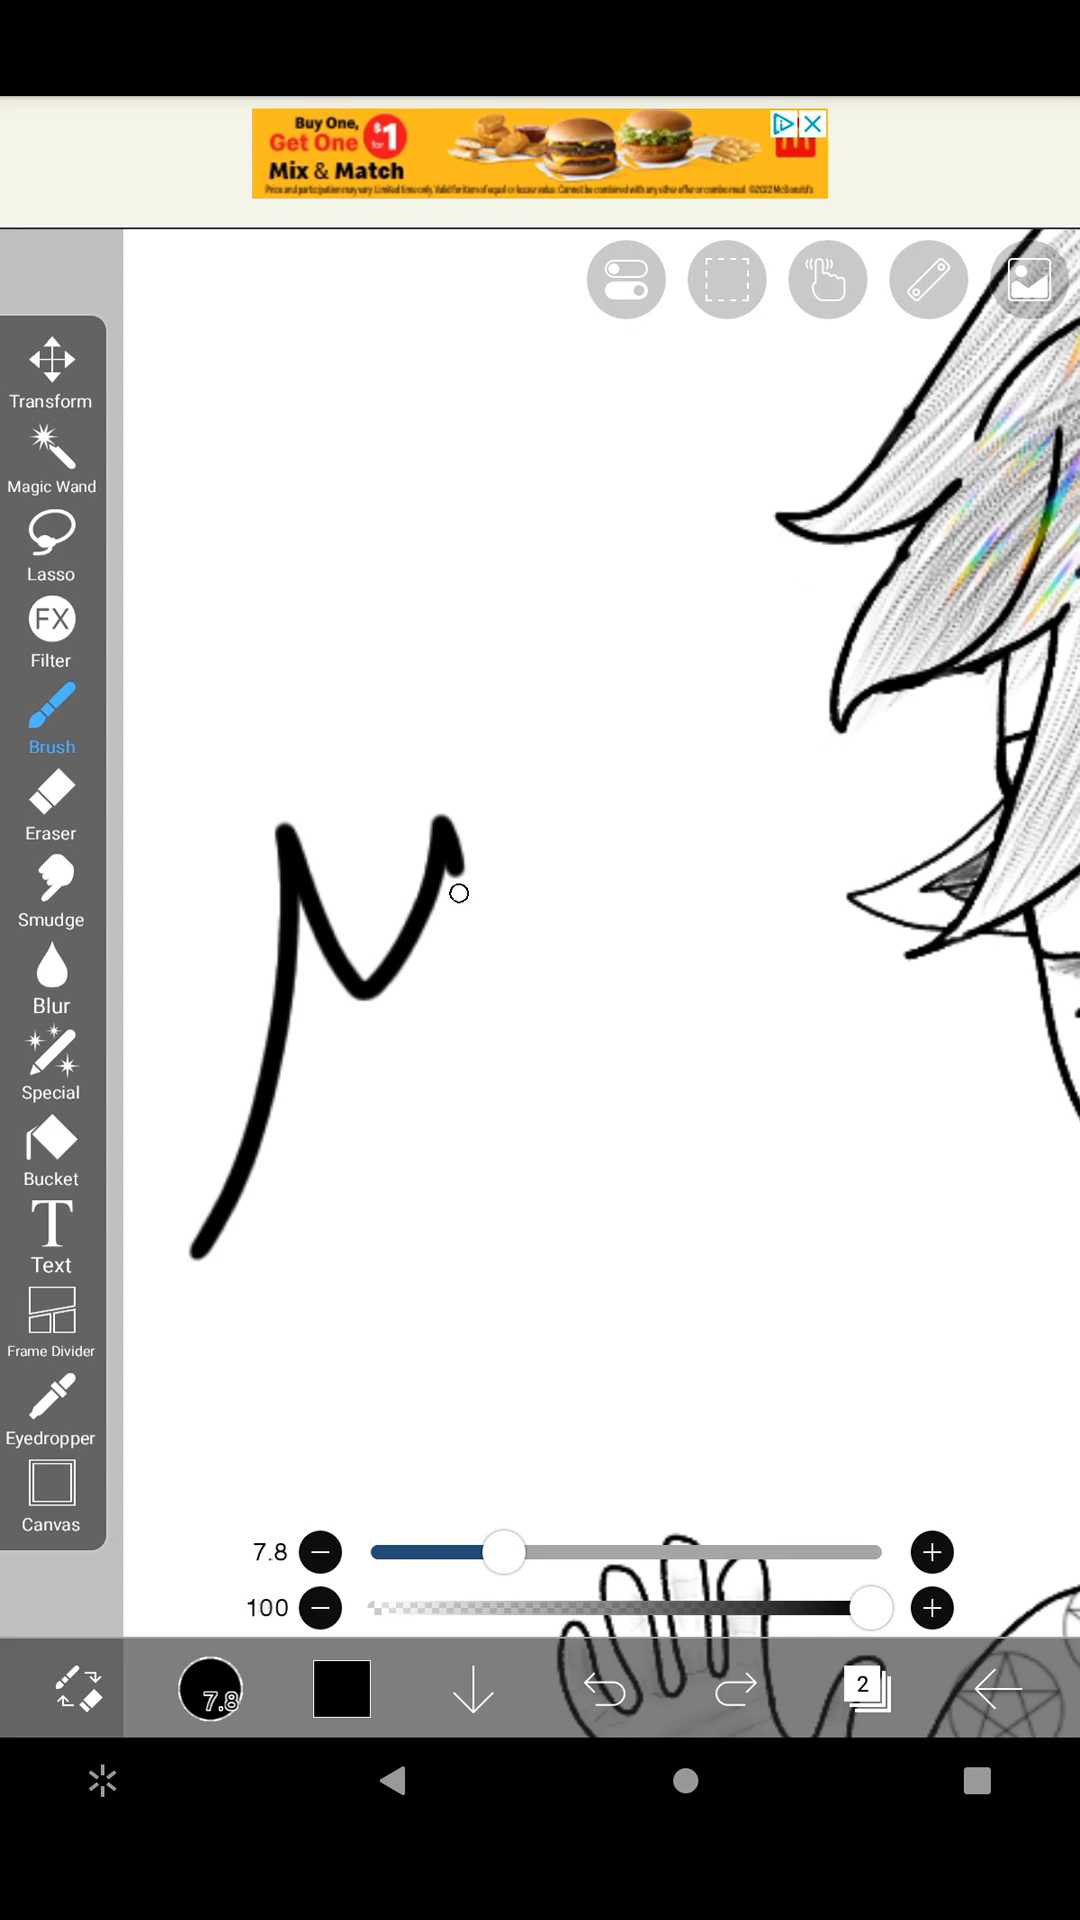 Buy One,
Get One $1 for
Mix & Match
Price and participation may vary. Limited time only. Valid for item of equal or lesser value. Cannot be combined with any other offer or combo meal. ©2022 McDonald's
Transform
Magic Wand
Lasso
FX
Filter
Brush
Eraser
Smudge
Blur
Special
Bucket
T
Text
Frame Divider
Eyedropper
Canvas
7.8
100
7.8
2